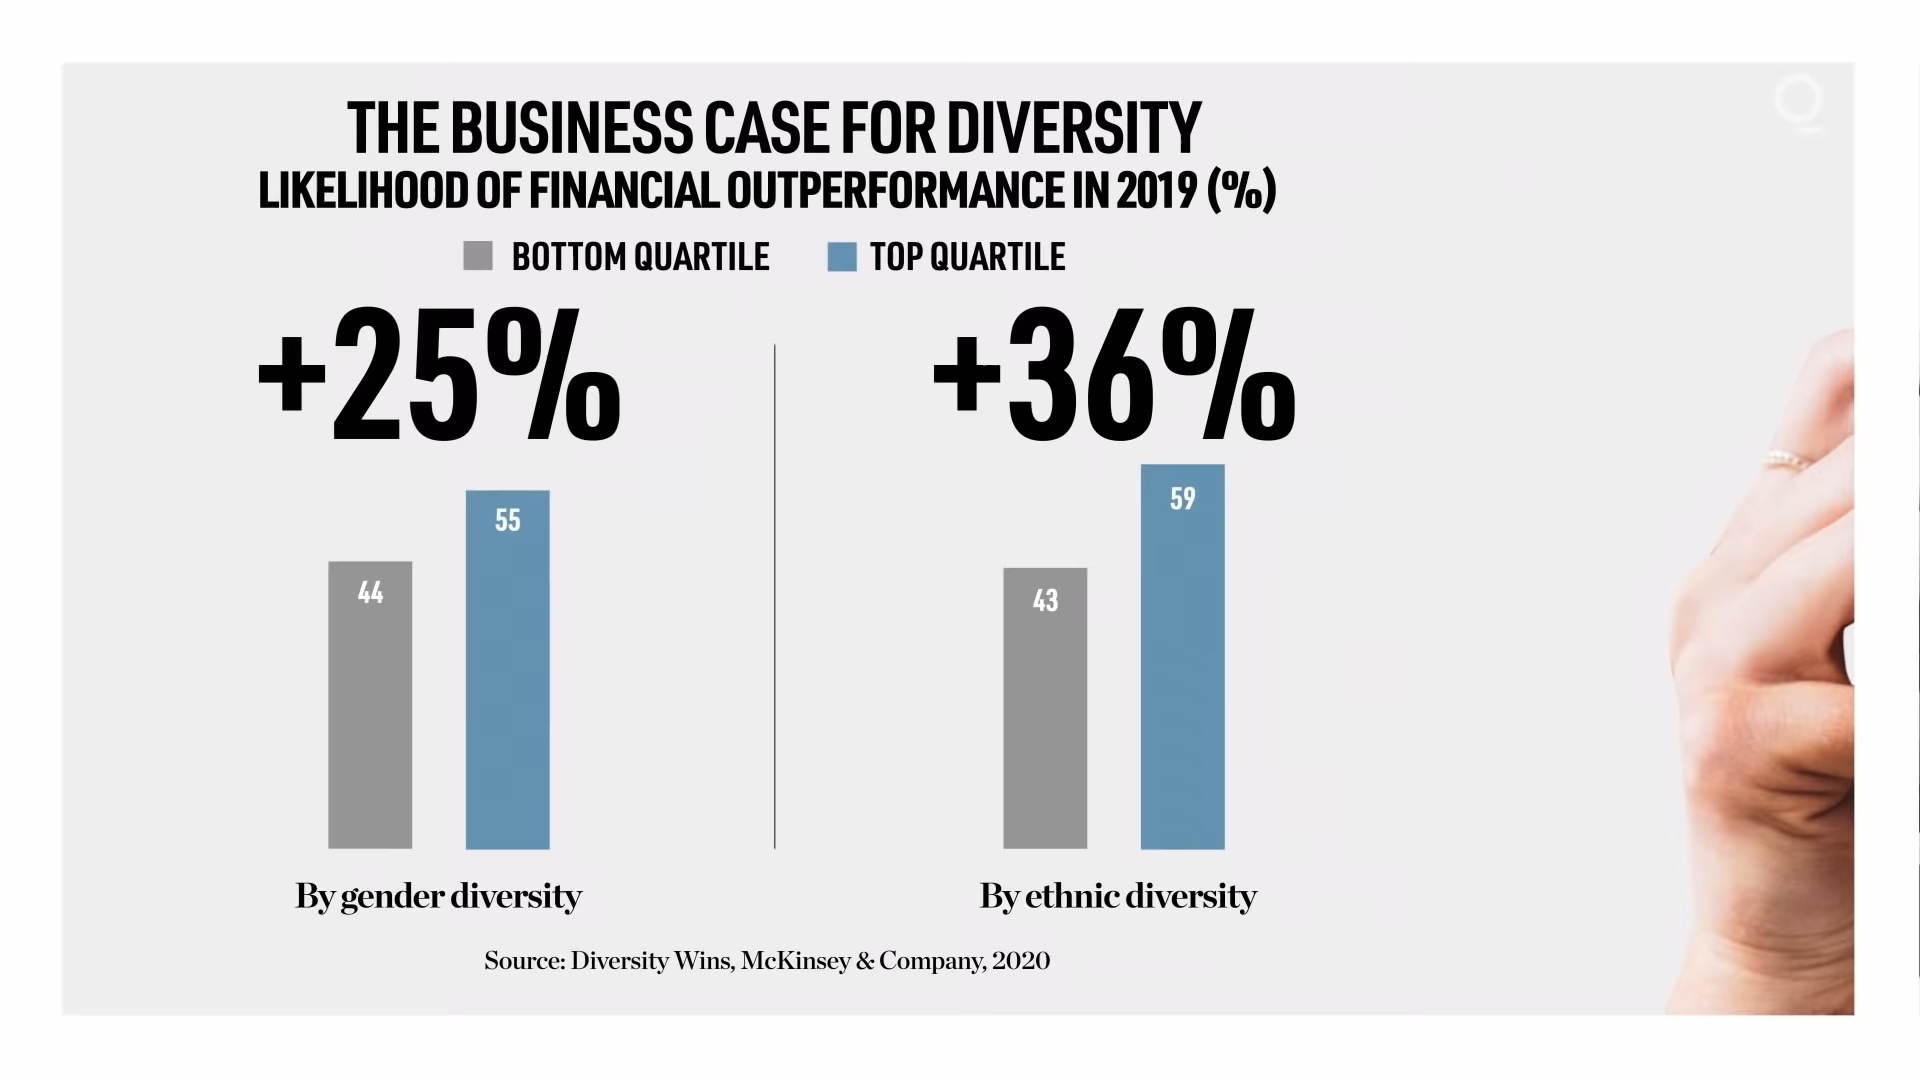 THE BUSINESS CASE FOR DIVERSITY
LIKELIHOOD OF FINANCIAL OUTPERFORMANCE IN 2019 (%)
BOTTOM QUARTILE TOP QUARTILE
+25%
44
55
By gender diversity
+36%
43
59
By ethnic diversity
Source: Diversity Wins, McKinsey & Company, 2020